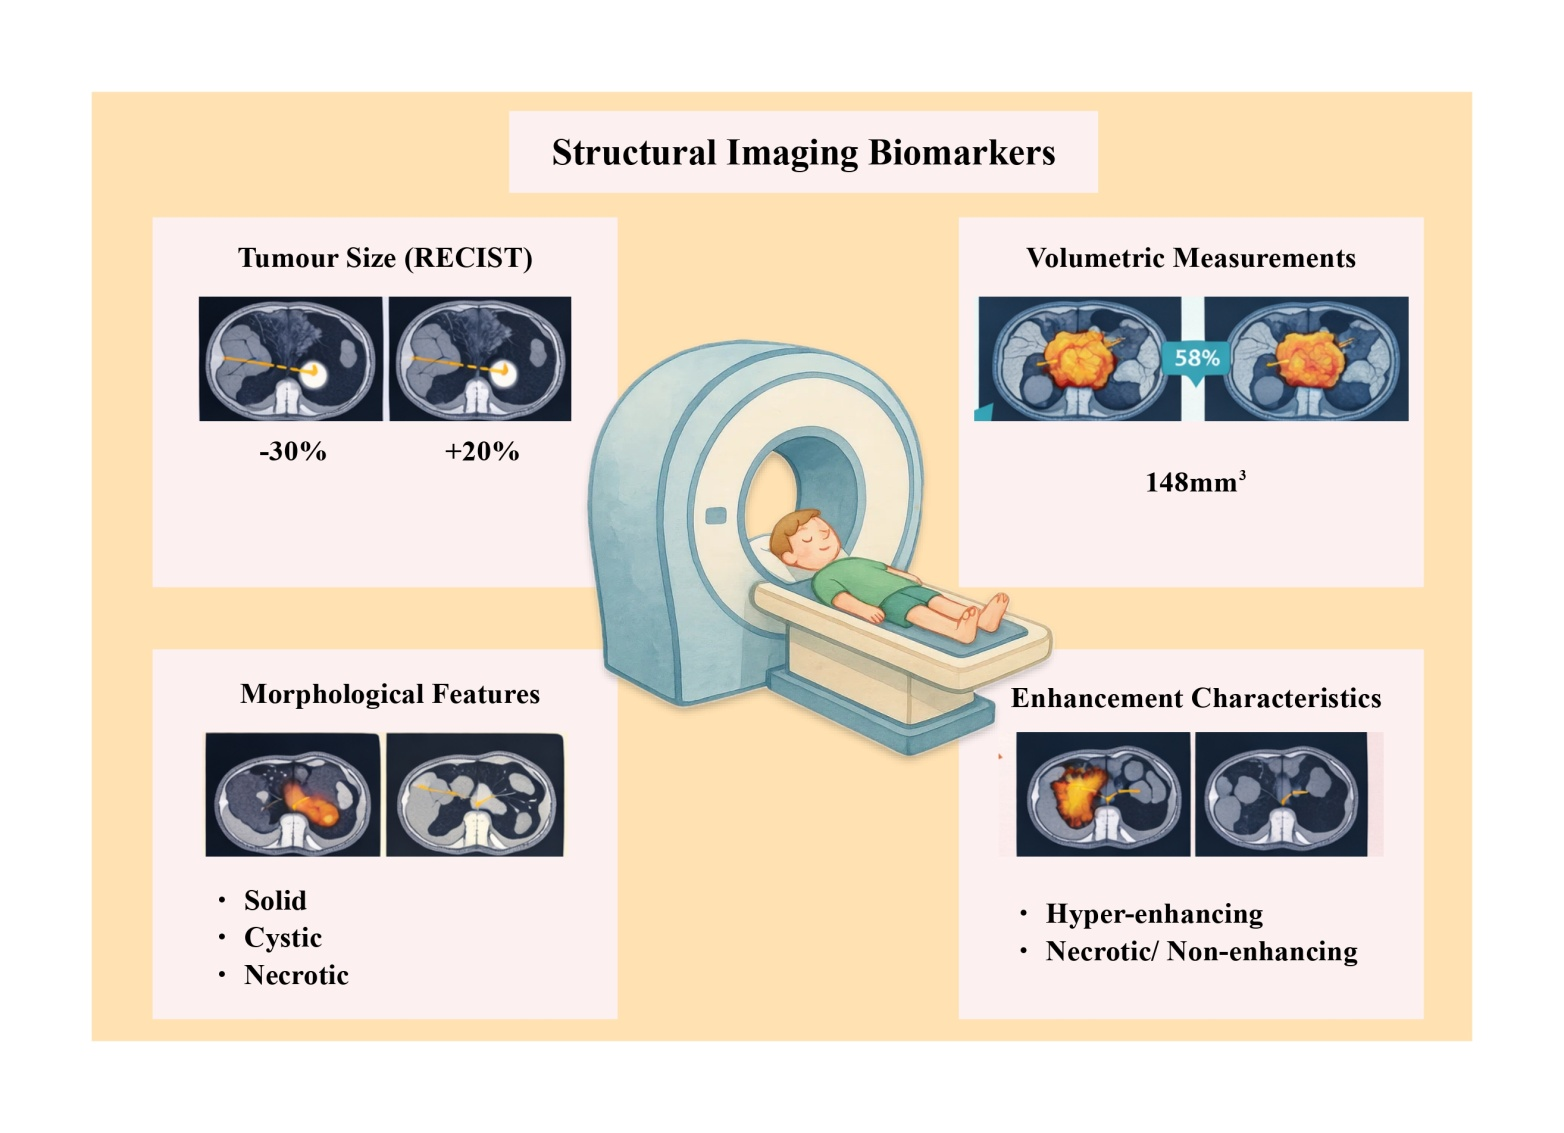 Structural Imaging Biomarkers
Tumour Size (RECIST)
-30% +20%
Volumetric Measurements
58%
148mm³
Morphological Features
• Solid
• Cystic
• Necrotic
Enhancement Characteristics
• Hyper-enhancing
• Necrotic/ Non-enhancing